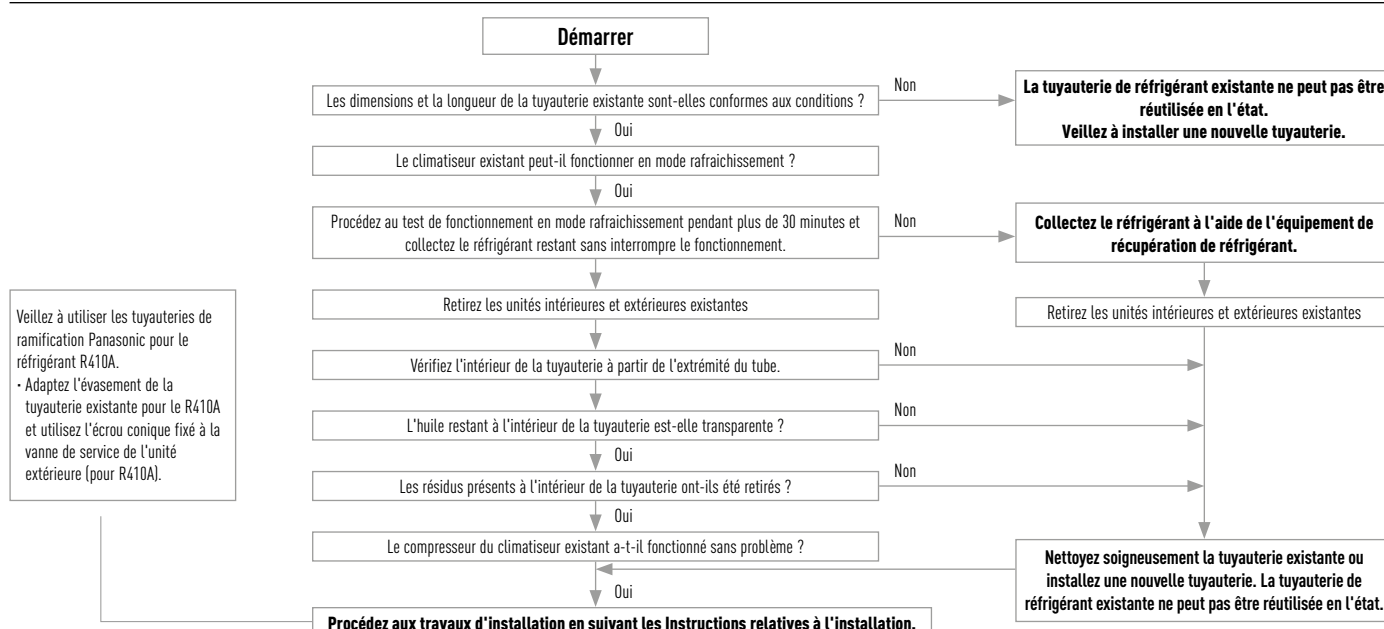 Démarrer
Les dimensions et la longueur de la tuyauterie existante sont-elles conformes aux conditions ?
Non
La tuyauterie de réfrigérant existante ne peut pas être
réutilisée en l'état.
Veillez à installer une nouvelle tuyauterie.
Oui
Le climatiseur existant peut-il fonctionner en mode rafraichissement ?
Oui
Procédez au test de fonctionnement en mode rafraichissement pendant plus de 30 minutes et
collectez le réfrigérant restant sans interrompre le fonctionnement.
Non
Collectez le réfrigérant à l'aide de l'équipement de
récupération de réfrigérant.
Retirez les unités intérieures et extérieures existantes
Retirez les unités intérieures et extérieures existantes
Veillez à utiliser les tuyauteries de
ramification Panasonic pour le
réfrigérant R410A.
· Adaptez l'évasement de la
tuyauterie existante pour le R410A
et utilisez l'écrou conique fixé à la
vanne de service de l'unité
extérieure (pour R410A).
Vérifiez l'intérieur de la tuyauterie à partir de l'extrémité du tube.
Non
L'huile restant à l'intérieur de la tuyauterie est-elle transparente ?
Non
Oui
Les résidus présents à l'intérieur de la tuyauterie ont-ils été retirés ?
Non
Oui
Le compresseur du climatiseur existant a-t-il fonctionné sans problème ?
Nettoyez soigneusement la tuyauterie existante ou
installez une nouvelle tuyauterie. La tuyauterie de
réfrigérant existante ne peut pas être réutilisée en l'état.
Oui
Procédez aux travaux d'installation en suivant les Instructions relatives à l'installation.